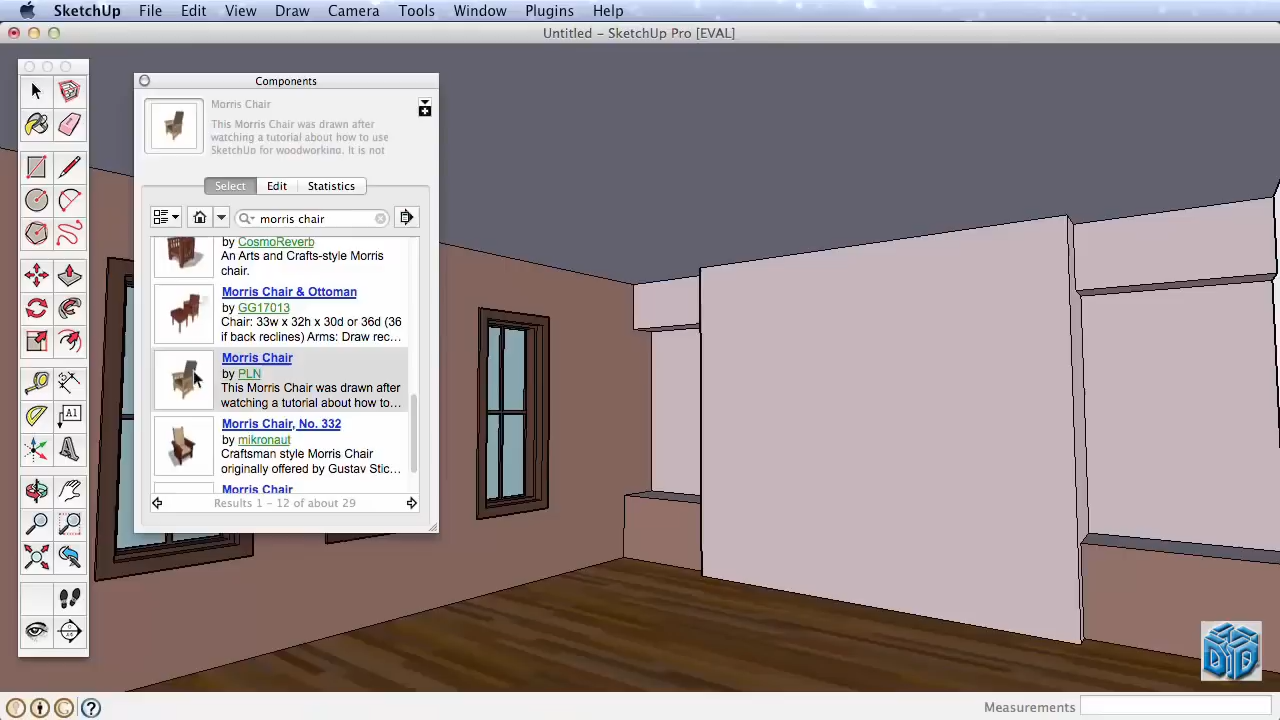 SketchUp File Edit View Draw Camera Tools Window Plugins Help
Untitled – SketchUp Pro [EVAL]
Components
Morris Chair
This Morris Chair was drawn after
watching a tutorial about how to use
SketchUp for woodworking. It is not
Select Edit Statistics
morris chair
by CosmoReverb
An Arts and Crafts-style Morris
chair.
Morris Chair & Ottoman
by GG17013
Chair: 33w x 32h x 30d or 36d (36
if back reclines) Arms: Draw rec...
Morris Chair
by PLN
This Morris Chair was drawn after
watching a tutorial about how to...
Morris Chair, No. 332
by mikronaut
Craftsman style Morris Chair
originally offered by Gustav Stic...
Morris Chair
Results 1 – 12 of about 29
Measurements